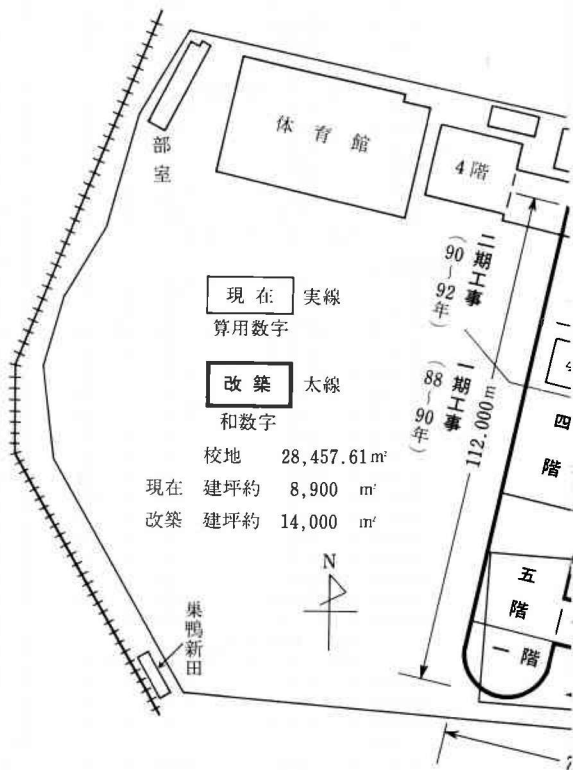 部室
体育館
4階
二期工事
（90～92年）
一期工事
（88～90年）
112.000m
現在 実線
算用数字
改築 太線
和数字
校地 28,457.61㎡
現在 建坪約 8,900 ㎡
改築 建坪約 14,000 ㎡
N
巣鴨新田
四階
五階
一階